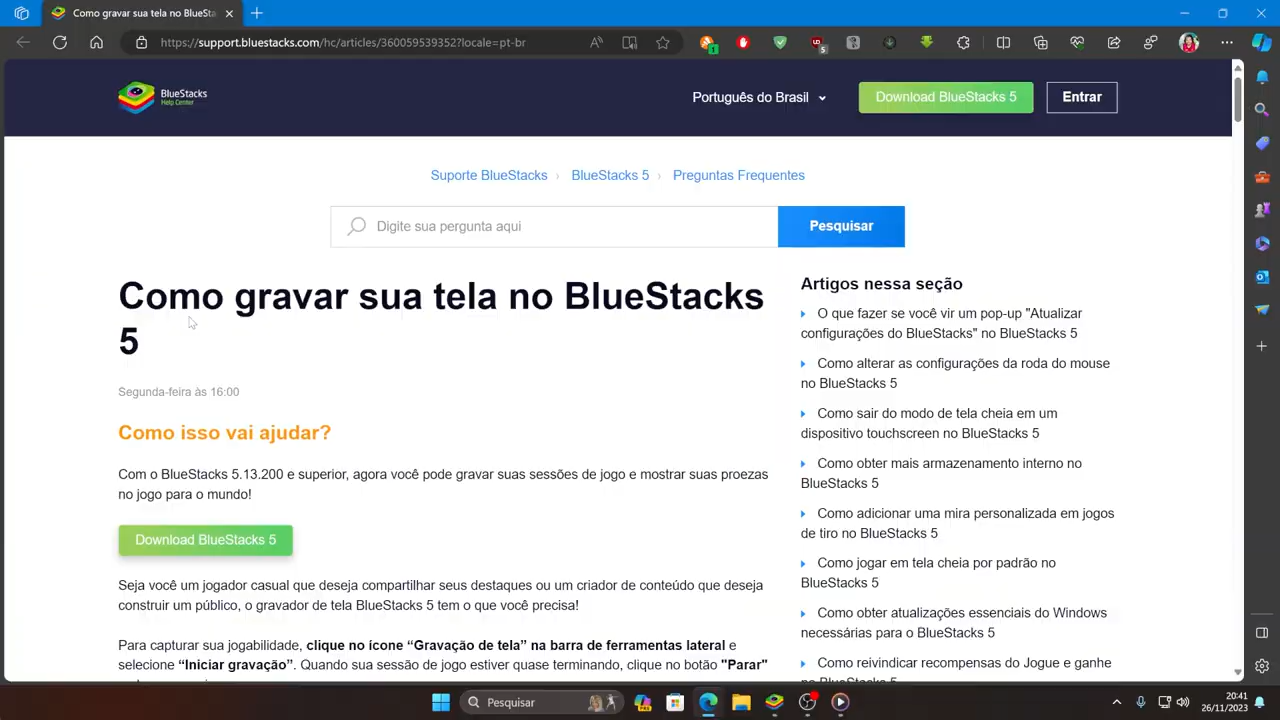 Como gravar sua tela no BlueSt
https://support.bluestacks.com/hc/articles/360059539352?locale=pt-br
1
5
BlueStacks
Help Center
Português do Brasil
Download BlueStacks 5
Entrar
Suporte BlueStacks
BlueStacks 5
Preguntas Frequentes
Digite sua pergunta aqui
Pesquisar
Como gravar sua tela no BlueStacks
5
Segunda-feira às 16:00
Como isso vai ajudar?
Com o BlueStacks 5.13.200 e superior, agora você pode gravar suas sessões de jogo e mostrar suas proezas
no jogo para o mundo!
Download BlueStacks 5
Seja você um jogador casual que deseja compartilhar seus destaques ou um criador de conteúdo que deseja
construir um público, o gravador de tela BlueStacks 5 tem o que você precisa!
Para capturar sua jogabilidade, clique no ícone “Gravação de tela” na barra de ferramentas lateral e
selecione “Iniciar gravação”. Quando sua sessão de jogo estiver quase terminando, clique no botão "Parar"
Artigos nessa seção
O que fazer se você vir um pop-up "Atualizar
configurações do BlueStacks" no BlueStacks 5
Como alterar as configurações da roda do mouse
no BlueStacks 5
Como sair do modo de tela cheia em um
dispositivo touchscreen no BlueStacks 5
Como obter mais armazenamento interno no
BlueStacks 5
Como adicionar uma mira personalizada em jogos
de tiro no BlueStacks 5
Como jogar em tela cheia por padrão no
BlueStacks 5
Como obter atualizações essenciais do Windows
necessárias para o BlueStacks 5
Como reivindicar recompensas do Jogue e ganhe
Pesquisar
20:41
26/11/2023